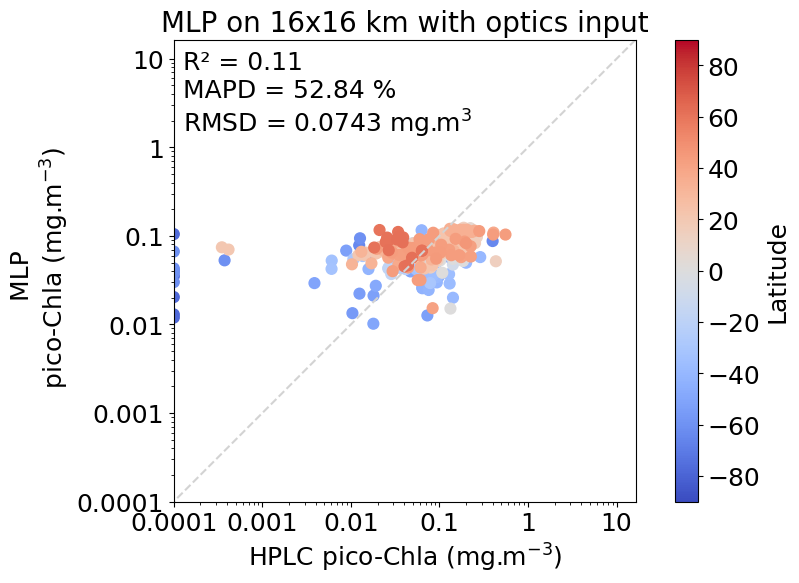 MLP on 16x16 km with optics input
R² = 0.11
MAPD = 52.84 %
RMSD = 0.0743 mg.m³
10
1
0.1
0.01
0.001
0.0001
MLP
pico-Chla (mg.m⁻³)
0.0001 0.001 0.01 0.1 1 10
HPLC pico-Chla (mg.m⁻³)
80
60
40
20
0
−20
−40
−60
−80
Latitude